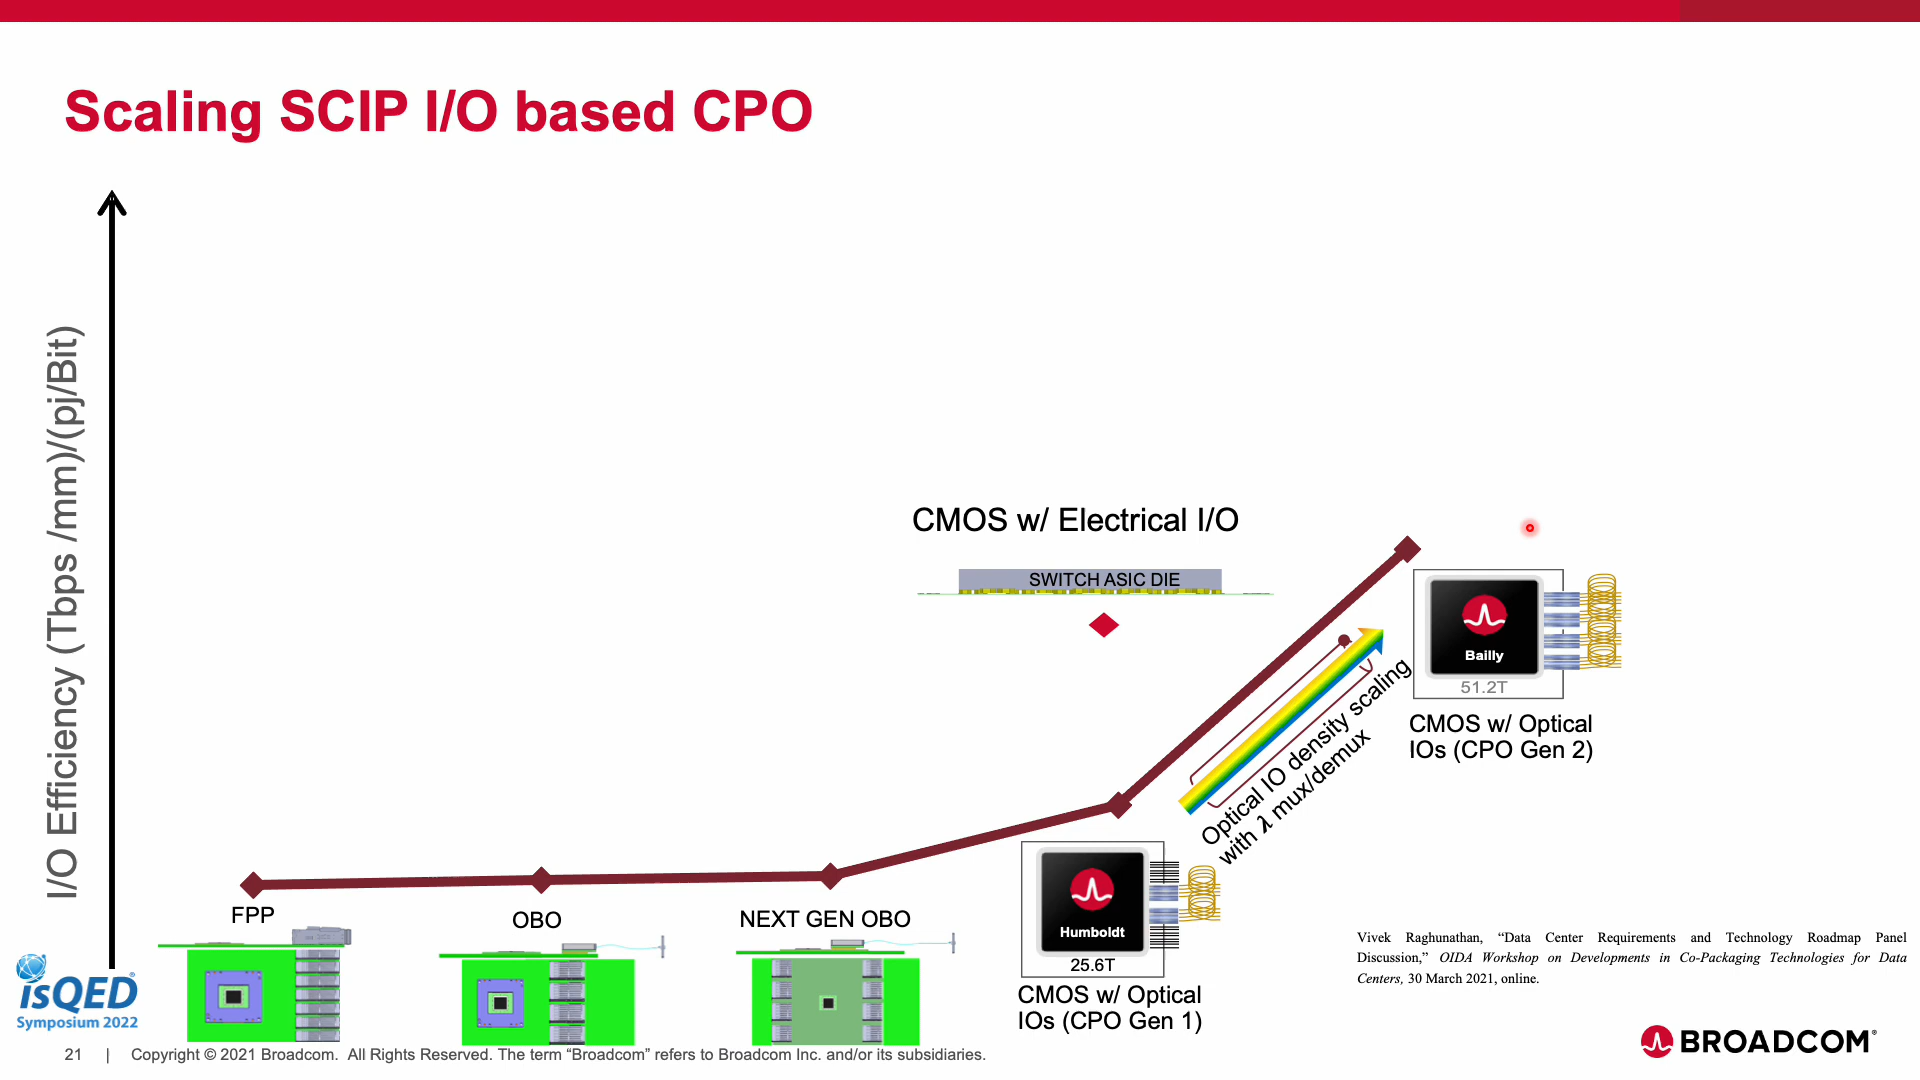 Scaling SCIP I/O based CPO
I/O Efficiency (Tbps /mm)/(pj/Bit)
CMOS w/ Electrical I/O
SWITCH ASIC DIE
Bailly
51.2T
CMOS w/ Optical
IOs (CPO Gen 2)
Optical IO density scaling
with λ mux/demux
FPP
OBO
NEXT GEN OBO
Humboldt
25.6T
CMOS w/ Optical
IOs (CPO Gen 1)
Vivek Raghunathan, “Data Center Requirements and Technology Roadmap Panel
Discussion,” OIDA Workshop on Developments in Co-Packaging Technologies for Data
Centers, 30 March 2021, online.
isQED®
Symposium 2022
21 | Copyright © 2021 Broadcom. All Rights Reserved. The term “Broadcom” refers to Broadcom Inc. and/or its subsidiaries.
BROADCOM®